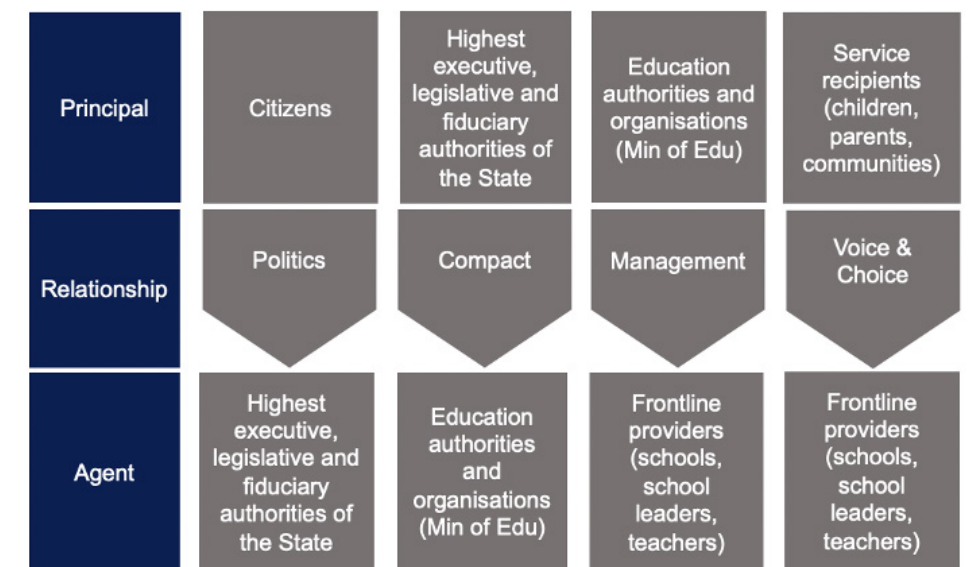 Principal
Citizens
Highest
executive,
legislative and
fiduciary
authorities of
the State
Education
authorities and
organisations
(Min of Edu)
Service
recipients
(children,
parents,
communities)
Relationship
Politics
Compact
Management
Voice &
Choice
Agent
Highest
executive,
legislative and
fiduciary
authorities of
the State
Education
authorities
and
organisations
(Min of Edu)
Frontline
providers
(schools,
school
leaders,
teachers)
Frontline
providers
(schools,
school
leaders,
teachers)